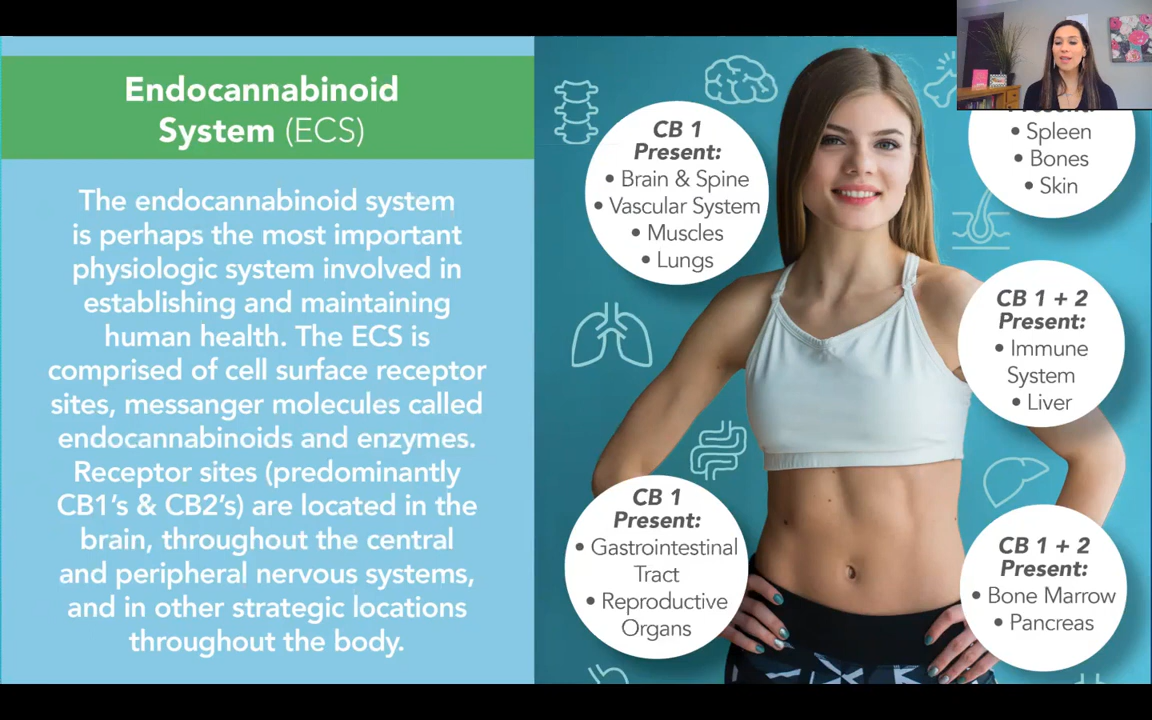 Endocannabinoid
System (ECS)
The endocannabinoid system
is perhaps the most important
physiologic system involved in
establishing and maintaining
human health. The ECS is
comprised of cell surface receptor
sites, messanger molecules called
endocannabinoids and enzymes.
Receptor sites (predominantly
CB1's & CB2's) are located in the
brain, throughout the central
and peripheral nervous systems,
and in other strategic locations
throughout the body.
CB 1
Present:
• Brain & Spine
• Vascular System
• Muscles
• Lungs
• Spleen
• Bones
• Skin
CB 1 + 2
Present:
• Immune
System
• Liver
CB 1
Present:
• Gastrointestinal
Tract
• Reproductive
Organs
CB 1 + 2
Present:
• Bone Marrow
• Pancreas